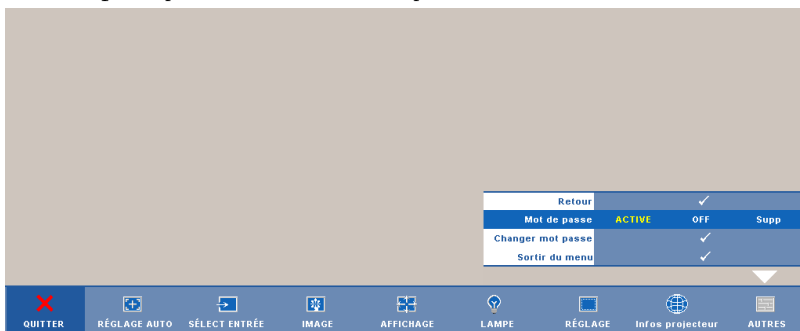 Retour
Mot de passe ACTIVE OFF Supp
Changer mot passe
Sortir du menu
QUITTER RÉGLAGE AUTO SÉLECT ENTRÉE IMAGE AFFICHAGE LAMPE RÉGLAGE Infos projecteur AUTRES